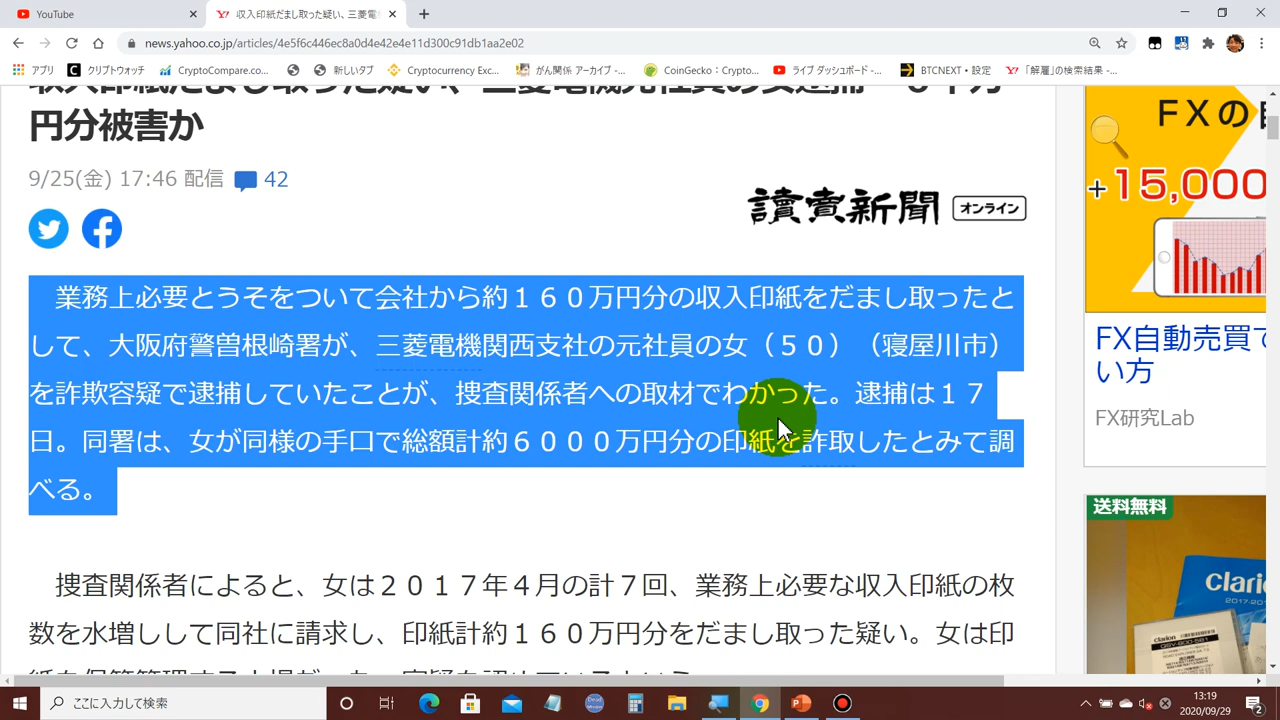 YouTube
収入印紙だまし取った疑い、三菱電
news.yahoo.co.jp/articles/4e5f6c446ec8a0d4e42e4e11d300c91db1aa2e02
アプリ クリプトウォッチ CryptoCompare.co... 新しいタブ Cryptocurrency Exc... がん関係 アーカイブ -... CoinGecko：Crypto... ライブ ダッシュボード -... BTCNEXT・設定 「解雇」の検索結果 -...
円分被害か
9/25(金) 17:46 配信 42
讀賣新聞 オンライン
業務上必要とうそをついて会社から約１６０万円分の収入印紙をだまし取ったと
して、大阪府警曽根崎署が、三菱電機関西支社の元社員の女（５０）（寝屋川市）
を詐欺容疑で逮捕していたことが、捜査関係者への取材でわかった。逮捕は１７
日。同署は、女が同様の手口で総額計約６０００万円分の印紙を詐取したとみて調
べる。
捜査関係者によると、女は２０１７年４月の計７回、業務上必要な収入印紙の枚
数を水増しして同社に請求し、印紙計約１６０万円分をだまし取った疑い。女は印
FXの
+15,000
FX自動売買で
い方
FX研究Lab
送料無料
Clario
2017-201
Clarion
ここに入力して検索
13:19
2020/09/29
2